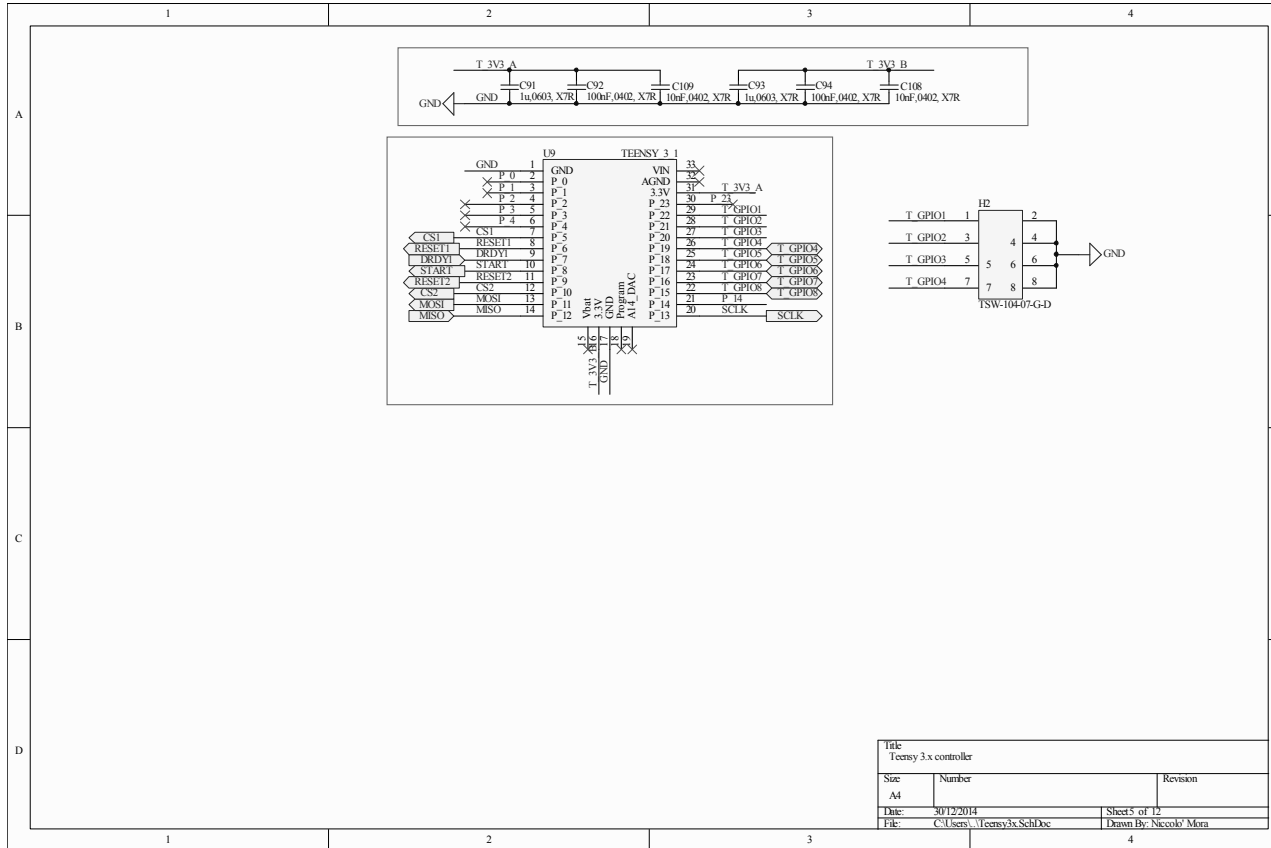 1 2 3 4
A
B
C
D
T_3V3_A T_3V3_B
C91 C92 C109 C93 C94 C108
GND GND 1u,0603, X7R 100nF,0402, X7R 10nF,0402, X7R 1u,0603, X7R 100nF,0402, X7R 10nF,0402, X7R
U9 TEENSY_3_1
GND 1 GND VIN 33
P_0 2 P_0 AGND 32
P_1 3 P_1 3.3V 31 T_3V3_A
P_2 4 P_2 P_23 30 P_23
P_3 5 P_3 P_22 29 T_GPIO1
P_4 6 P_4 P_21 28 T_GPIO2
CS1 CS1 7 P_5 P_20 27 T_GPIO3
RESET1 RESET1 8 P_6 P_19 26 T_GPIO4 T_GPIO4
DRDY1 DRDY1 9 P_7 P_18 25 T_GPIO5 T_GPIO5
START START 10 P_8 P_17 24 T_GPIO6 T_GPIO6
RESET2 RESET2 11 P_9 P_16 23 T_GPIO7 T_GPIO7
CS2 CS2 12 P_10 P_15 22 T_GPIO8 T_GPIO8
MOSI MOSI 13 P_11 P_14 21 P_14
MISO MISO 14 P_12 P_13 20 SCLK SCLK
Vbat 3.3V GND Program A14_DAC
15 16 17 18 19
T_3V3_B GND
H2
T_GPIO1 1 2
T_GPIO2 3 4 4
T_GPIO3 5 5 6 6
T_GPIO4 7 7 8 8
GND
TSW-104-07-G-D
Title
Teensy 3.x controller
Size Number Revision
A4
Date: 30/12/2014 Sheet5 of 12
File: C:\Users\..\Teensy3x.SchDoc Drawn By: Niccolo' Mora
1 2 3 4